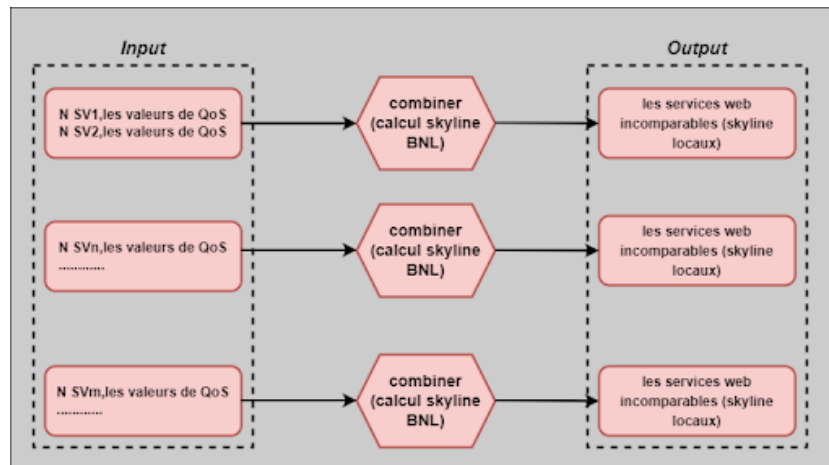 Input
Output
N SV1,les valeurs de QoS
N SV2,les valeurs de QoS
combiner
(calcul skyline
BNL)
les services web
incomparables (skyline
locaux)
N SVn,les valeurs de QoS
.............
combiner
(calcul skyline
BNL)
les services web
incomparables (skyline
locaux)
N SVm,les valeurs de QoS
.............
combiner
(calcul skyline
BNL)
les services web
incomparables (skyline
locaux)